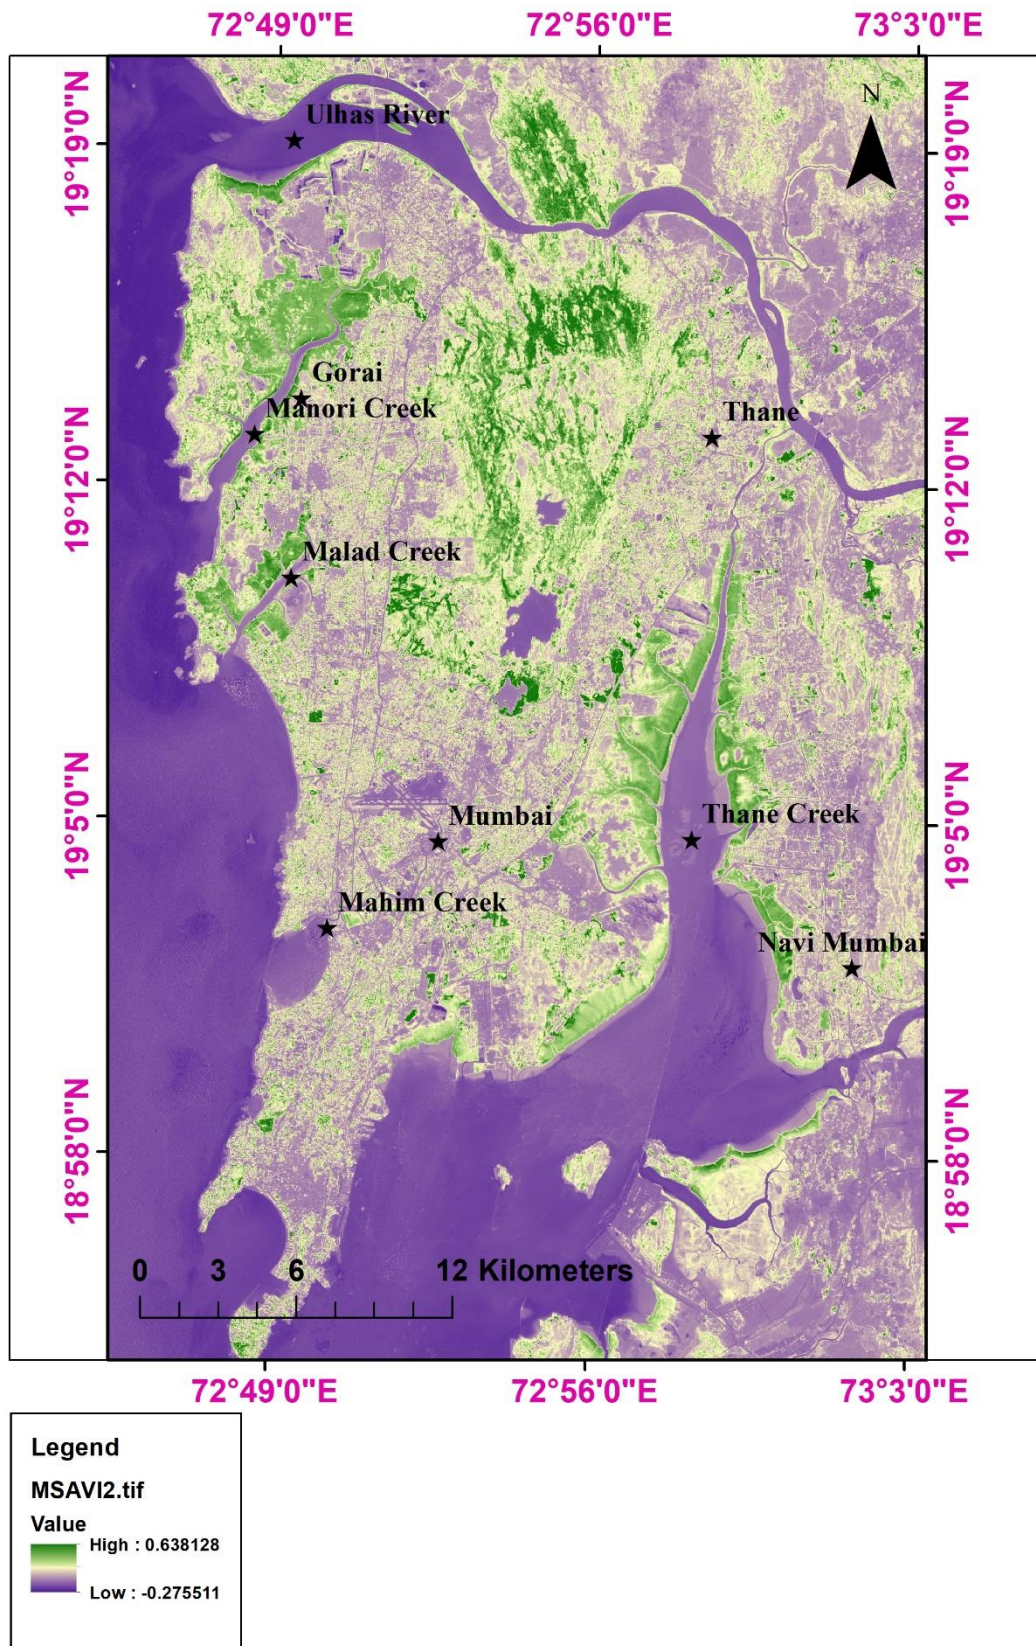 72°49'0"E 72°56'0"E 73°3'0"E
N
Ulhas River
19°19'0"N 19°19'0"N
Gorai
Manori Creek
Thane
19°12'0"N 19°12'0"N
Malad Creek
Mumbai
Thane Creek
19°5'0"N 19°5'0"N
Mahim Creek
Navi Mumbai
18°58'0"N 18°58'0"N
0 3 6 12 Kilometers
72°49'0"E 72°56'0"E 73°3'0"E
Legend
MSAVI2.tif
Value
High : 0.638128
Low : -0.275511